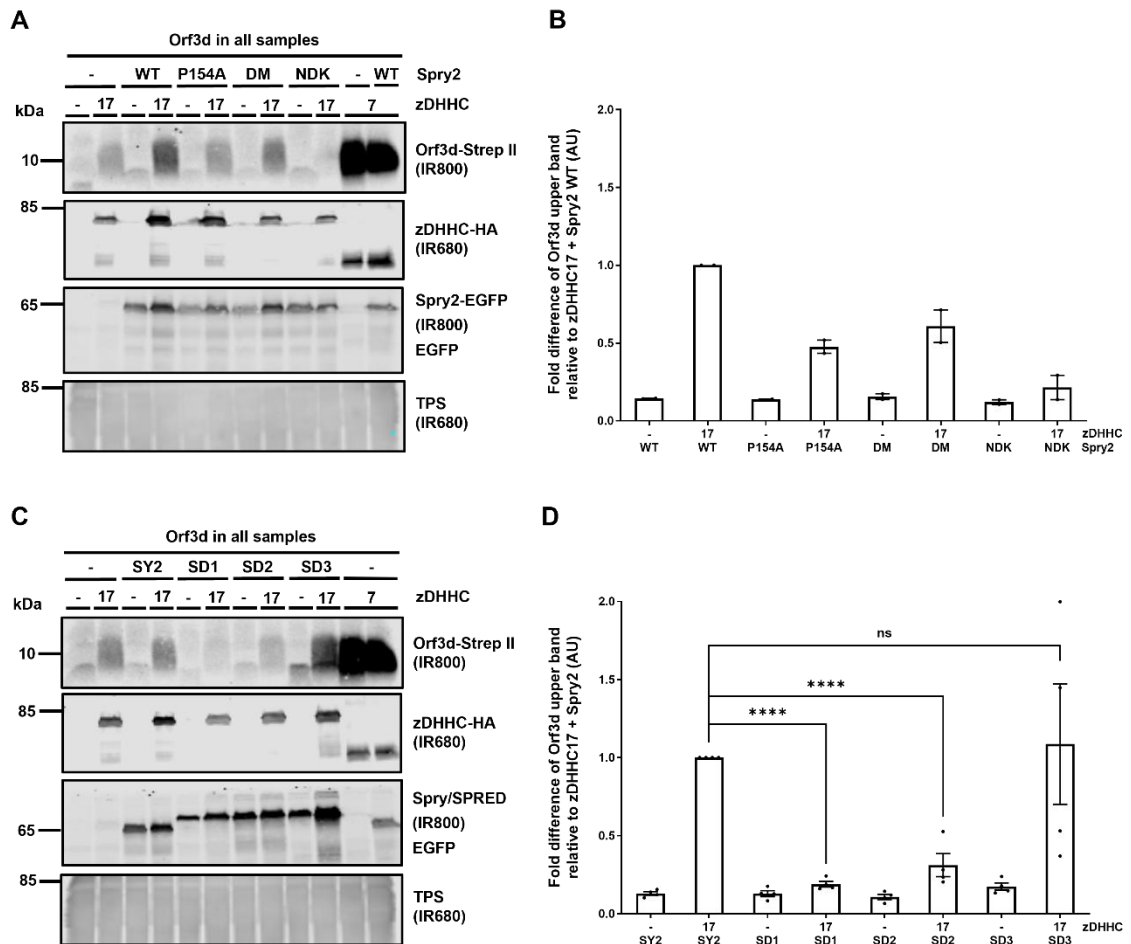 A
Orf3d in all samples
- WT P154A DM NDK - WT Spry2
- 17 - 17 - 17 - 17 - 17 7 zDHHC
kDa
10
Orf3d-Strep II
(IR800)
85
zDHHC-HA
(IR680)
65
Spry2-EGFP
(IR800)
EGFP
85
TPS
(IR680)
B
Fold difference of Orf3d upper band
relative to zDHHC17 + Spry2 WT (AU)
2.0
1.5
1.0
0.5
0.0
- 17 - 17 - 17 - 17 zDHHC
WT WT P154A P154A DM DM NDK NDK Spry2
C
Orf3d in all samples
- SY2 SD1 SD2 SD3 -
- 17 - 17 - 17 - 17 - 17 7 zDHHC
kDa
10
Orf3d-Strep II
(IR800)
85
zDHHC-HA
(IR680)
65
Spry/SPRED
(IR800)
EGFP
85
TPS
(IR680)
D
Fold difference of Orf3d upper band
relative to zDHHC17 + Spry2 (AU)
2.0
1.5
1.0
0.5
0.0
ns
****
****
- 17 - 17 - 17 - 17 zDHHC
SY2 SY2 SD1 SD1 SD2 SD2 SD3 SD3